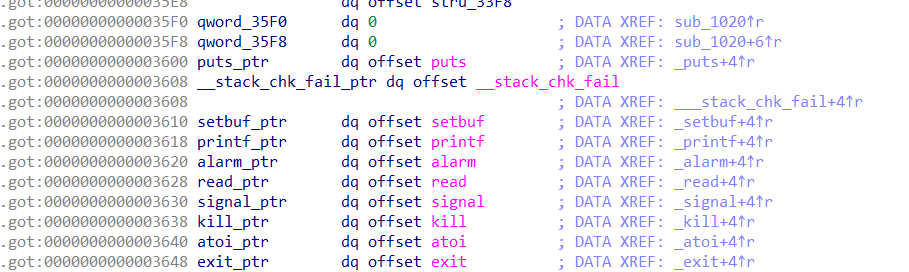 .got:00000000000035E8 dq offset stru_33F8
.got:00000000000035F0 qword_35F0 dq 0 ; DATA XREF: sub_1020↑r
.got:00000000000035F8 qword_35F8 dq 0 ; DATA XREF: sub_1020+6↑r
.got:0000000000003600 puts_ptr dq offset puts ; DATA XREF: _puts+4↑r
.got:0000000000003608 __stack_chk_fail_ptr dq offset __stack_chk_fail
.got:0000000000003608 ; DATA XREF: ___stack_chk_fail+4↑r
.got:0000000000003610 setbuf_ptr dq offset setbuf ; DATA XREF: _setbuf+4↑r
.got:0000000000003618 printf_ptr dq offset printf ; DATA XREF: _printf+4↑r
.got:0000000000003620 alarm_ptr dq offset alarm ; DATA XREF: _alarm+4↑r
.got:0000000000003628 read_ptr dq offset read ; DATA XREF: _read+4↑r
.got:0000000000003630 signal_ptr dq offset signal ; DATA XREF: _signal+4↑r
.got:0000000000003638 kill_ptr dq offset kill ; DATA XREF: _kill+4↑r
.got:0000000000003640 atoi_ptr dq offset atoi ; DATA XREF: _atoi+4↑r
.got:0000000000003648 exit_ptr dq offset exit ; DATA XREF: _exit+4↑r